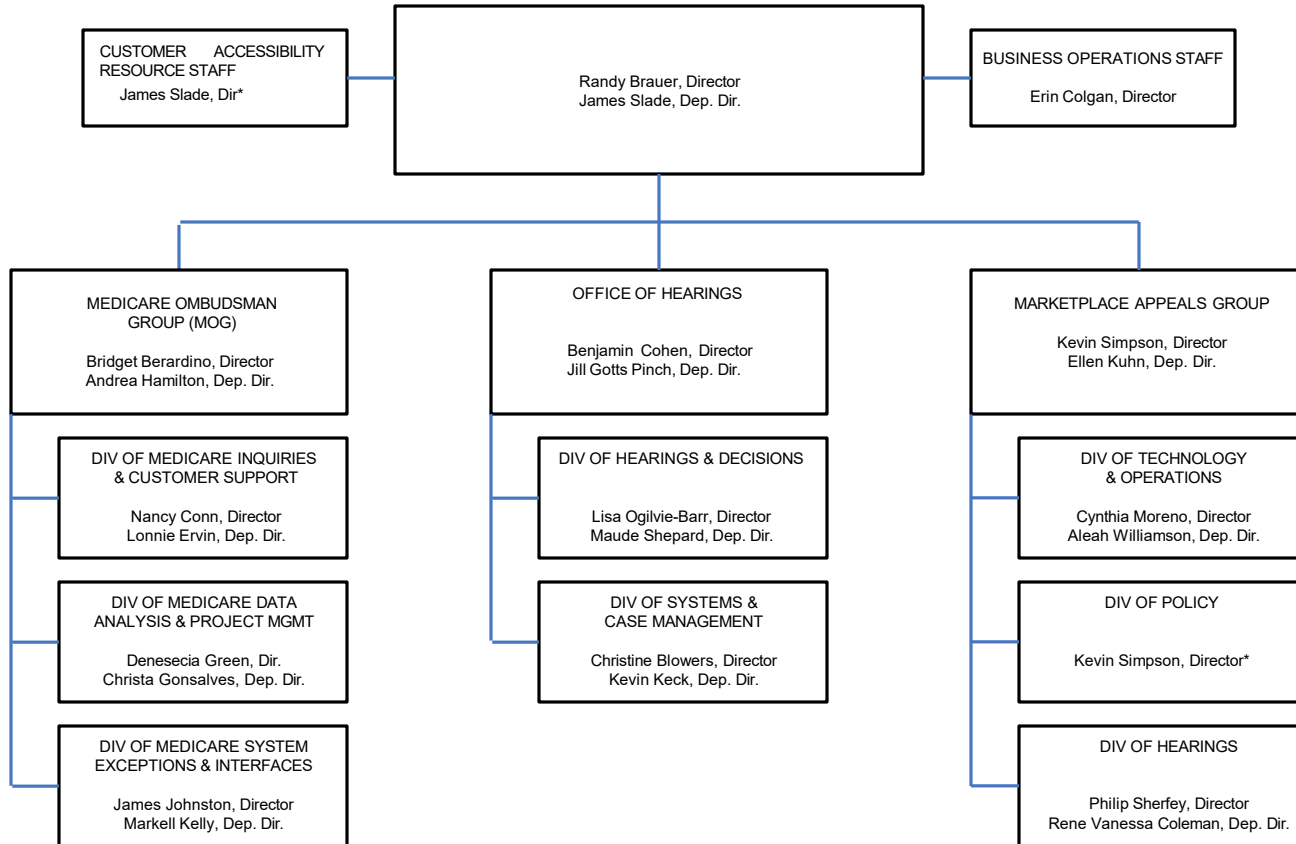 CUSTOMER ACCESSIBILITY
RESOURCE STAFF
James Slade, Dir*
Randy Brauer, Director
James Slade, Dep. Dir.
BUSINESS OPERATIONS STAFF
Erin Colgan, Director
MEDICARE OMBUDSMAN
GROUP (MOG)
Bridget Berardino, Director
Andrea Hamilton, Dep. Dir.
DIV OF MEDICARE INQUIRIES
& CUSTOMER SUPPORT
Nancy Conn, Director
Lonnie Ervin, Dep. Dir.
DIV OF MEDICARE DATA
ANALYSIS & PROJECT MGMT
Denesecia Green, Dir.
Christa Gonsalves, Dep. Dir.
DIV OF MEDICARE SYSTEM
EXCEPTIONS & INTERFACES
James Johnston, Director
Markell Kelly, Dep. Dir.
OFFICE OF HEARINGS
Benjamin Cohen, Director
Jill Gotts Pinch, Dep. Dir.
DIV OF HEARINGS & DECISIONS
Lisa Ogilvie-Barr, Director
Maude Shepard, Dep. Dir.
DIV OF SYSTEMS &
CASE MANAGEMENT
Christine Blowers, Director
Kevin Keck, Dep. Dir.
MARKETPLACE APPEALS GROUP
Kevin Simpson, Director
Ellen Kuhn, Dep. Dir.
DIV OF TECHNOLOGY
& OPERATIONS
Cynthia Moreno, Director
Aleah Williamson, Dep. Dir.
DIV OF POLICY
Kevin Simpson, Director*
DIV OF HEARINGS
Philip Sherfey, Director
Rene Vanessa Coleman, Dep. Dir.